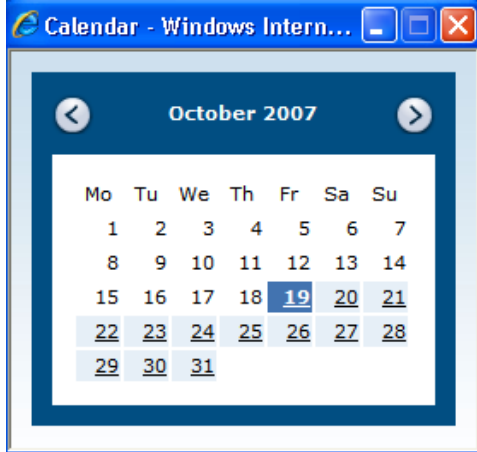 Calendar - Windows Intern...
October 2007
Mo Tu We Th Fr Sa Su
1 2 3 4 5 6 7
8 9 10 11 12 13 14
15 16 17 18 19 20 21
22 23 24 25 26 27 28
29 30 31